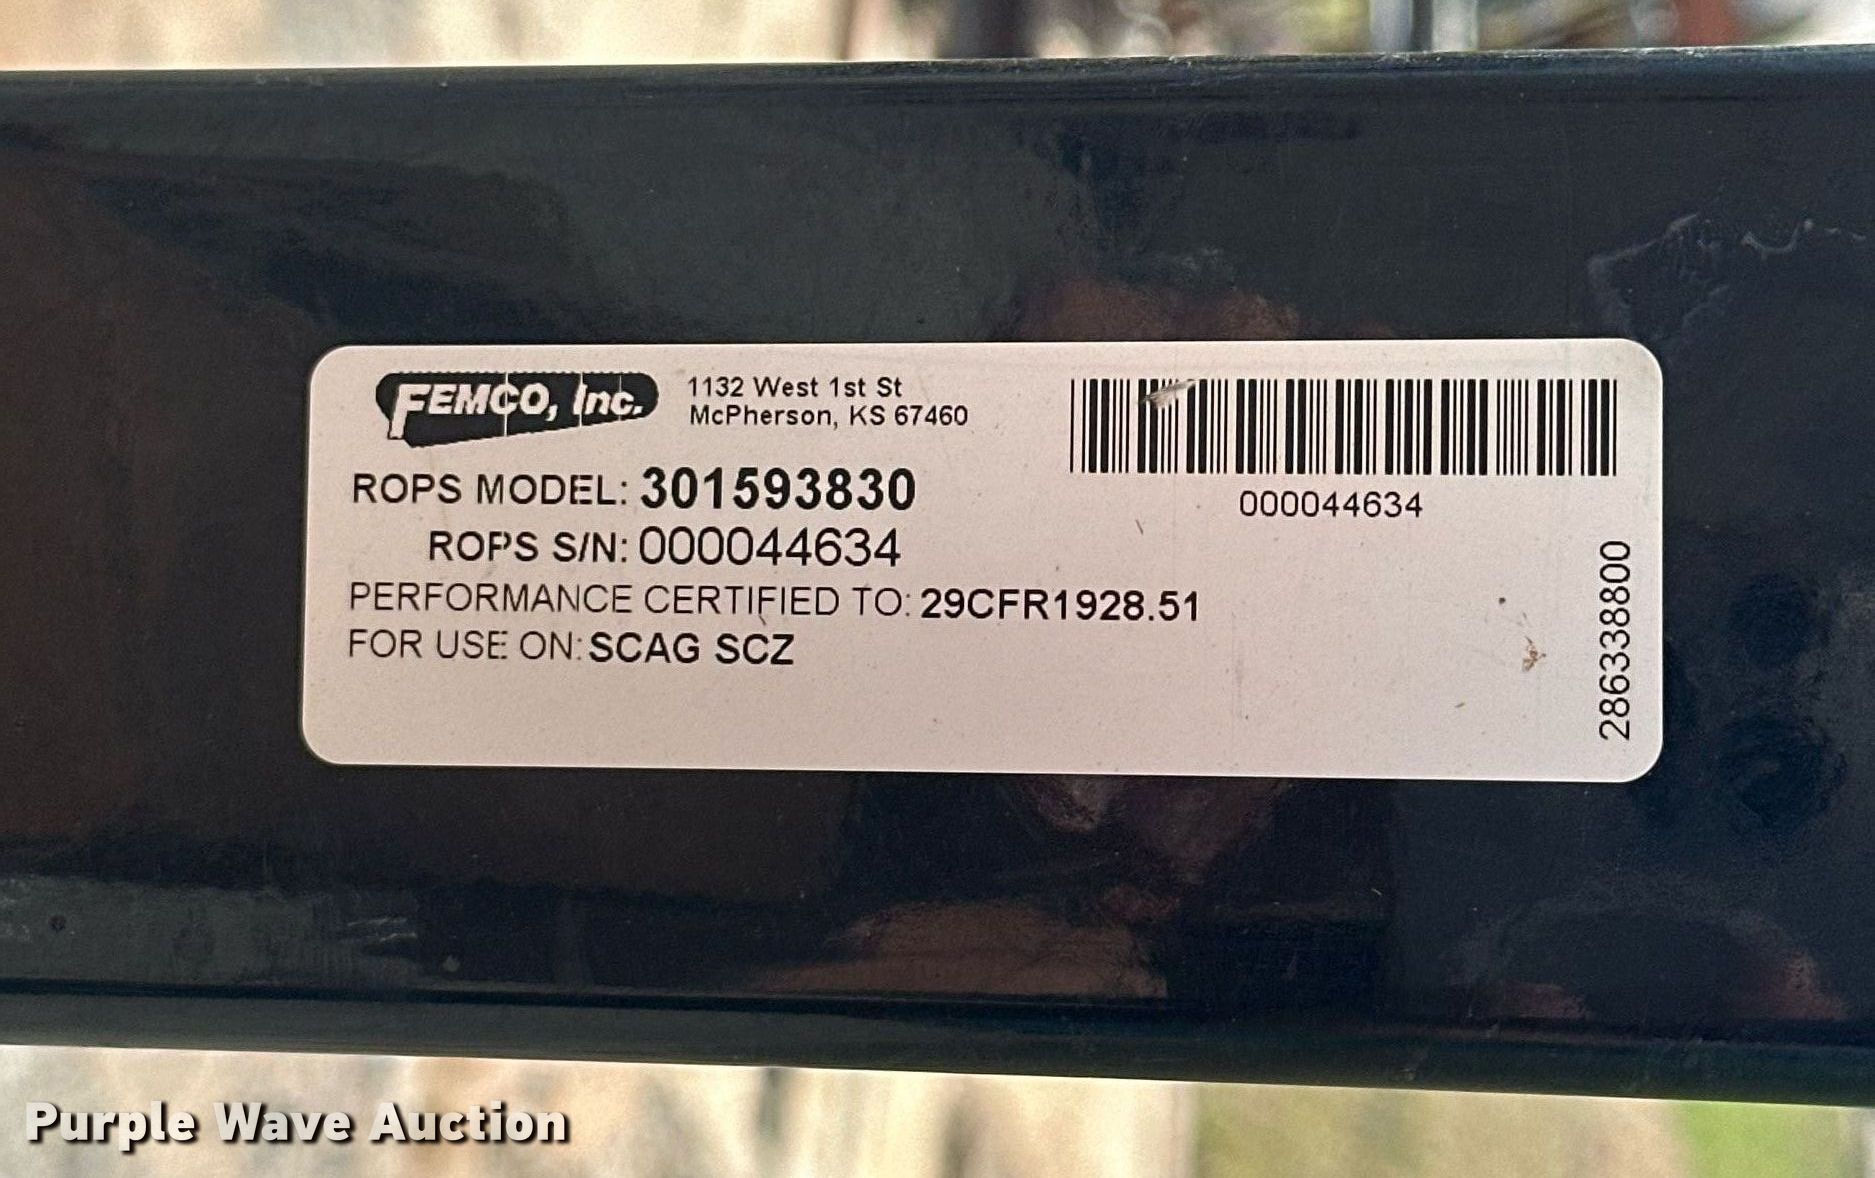 FEMCO, Inc.
1132 West 1st St
McPherson, KS 67460
ROPS MODEL: 301593830
ROPS S/N: 000044634
PERFORMANCE CERTIFIED TO: 29CFR1928.51
FOR USE ON: SCAG SCZ
000044634
286338800
Purple Wave Auction